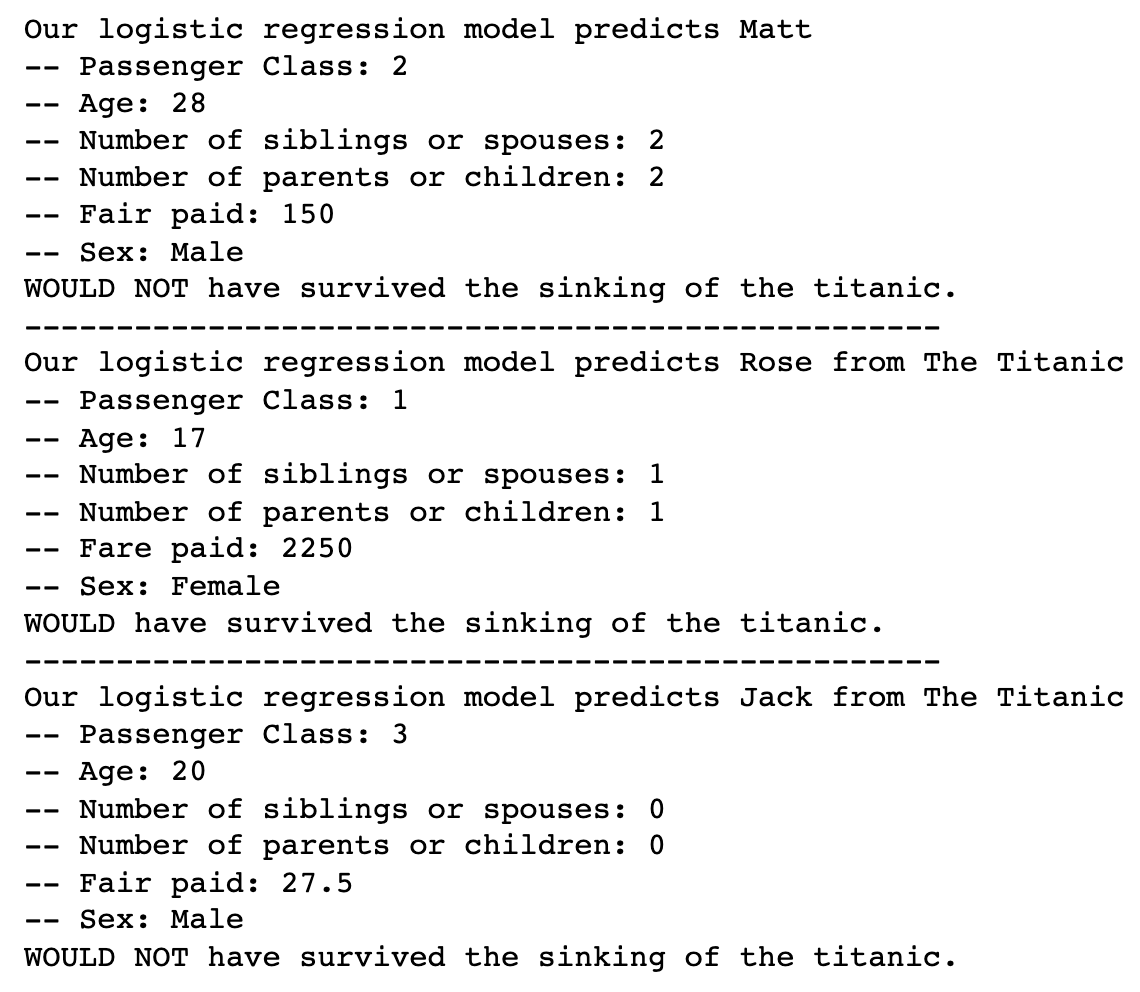 Our logistic regression model predicts Matt
-- Passenger Class: 2
-- Age: 28
-- Number of siblings or spouses: 2
-- Number of parents or children: 2
-- Fair paid: 150
-- Sex: Male
WOULD NOT have survived the sinking of the titanic.
--------------------------------------------------
Our logistic regression model predicts Rose from The Titanic
-- Passenger Class: 1
-- Age: 17
-- Number of siblings or spouses: 1
-- Number of parents or children: 1
-- Fare paid: 2250
-- Sex: Female
WOULD have survived the sinking of the titanic.
--------------------------------------------------
Our logistic regression model predicts Jack from The Titanic
-- Passenger Class: 3
-- Age: 20
-- Number of siblings or spouses: 0
-- Number of parents or children: 0
-- Fair paid: 27.5
-- Sex: Male
WOULD NOT have survived the sinking of the titanic.